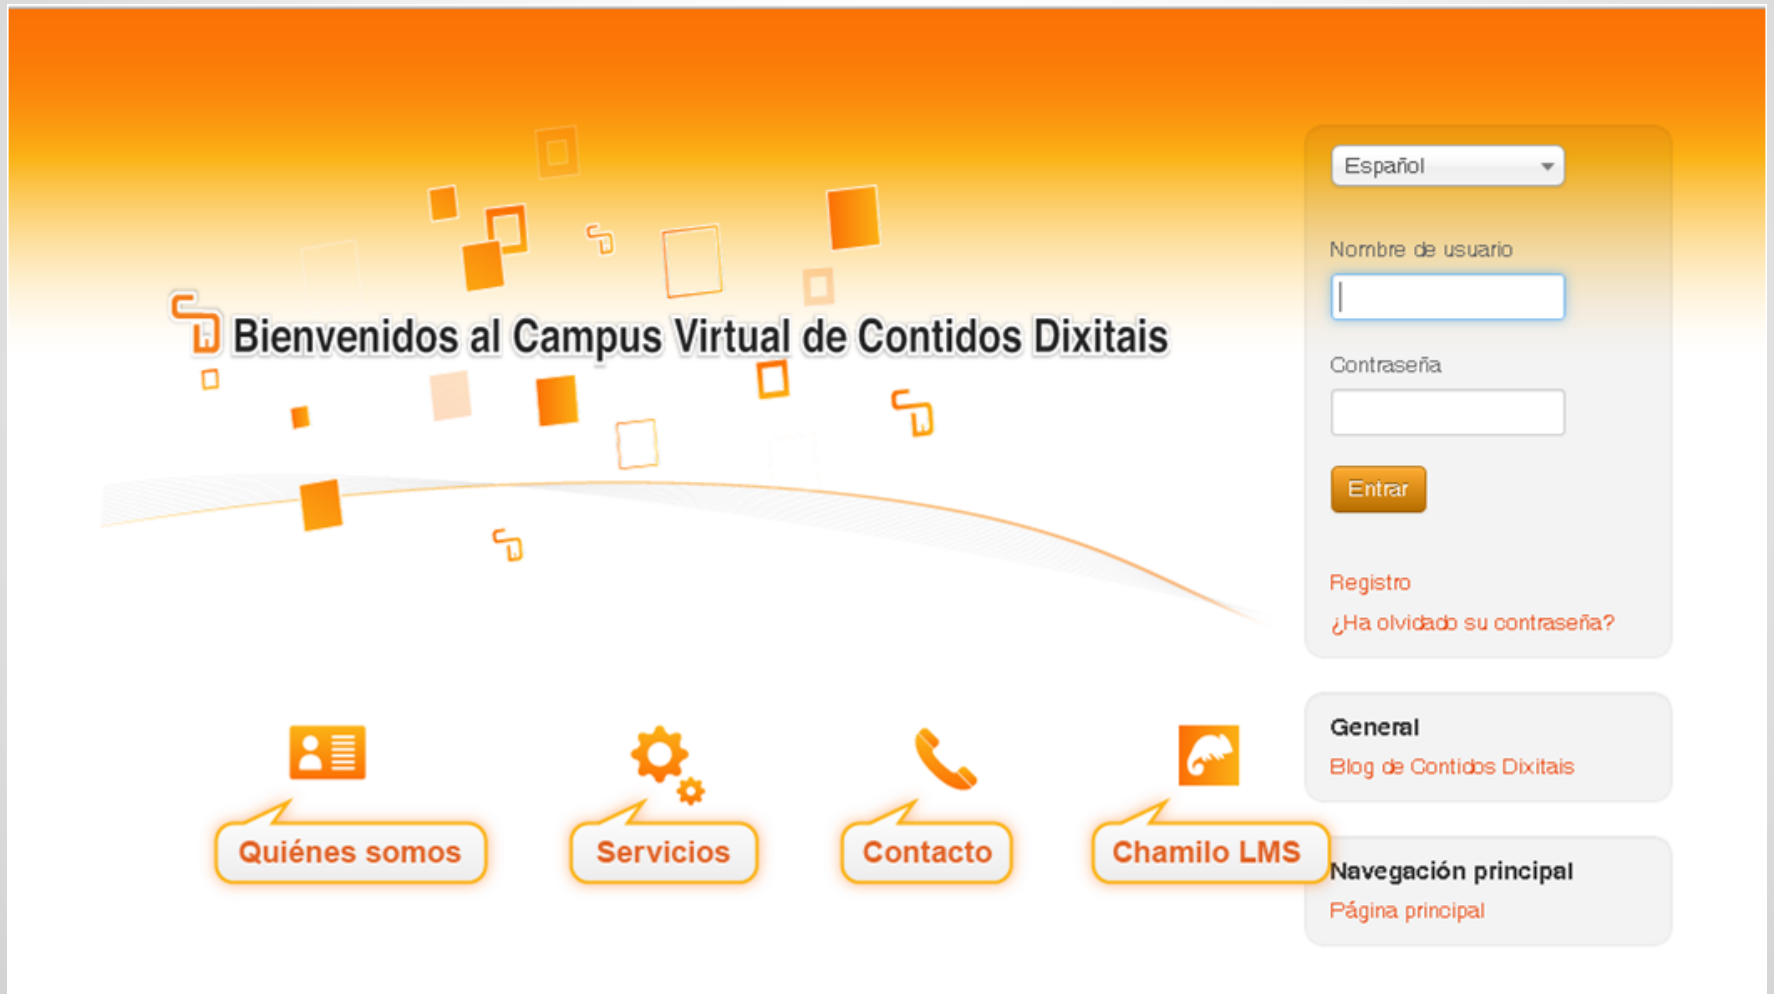 Bienvenidos al Campus Virtual de Contidos Dixitais
Quiénes somos
Servicios
Contacto
Chamilo LMS
Español
Nombre de usuario
Contraseña
Entrar
Registro
¿Ha olvidado su contraseña?
General
Blog de Contidos Dixitais
Navegación principal
Página principal